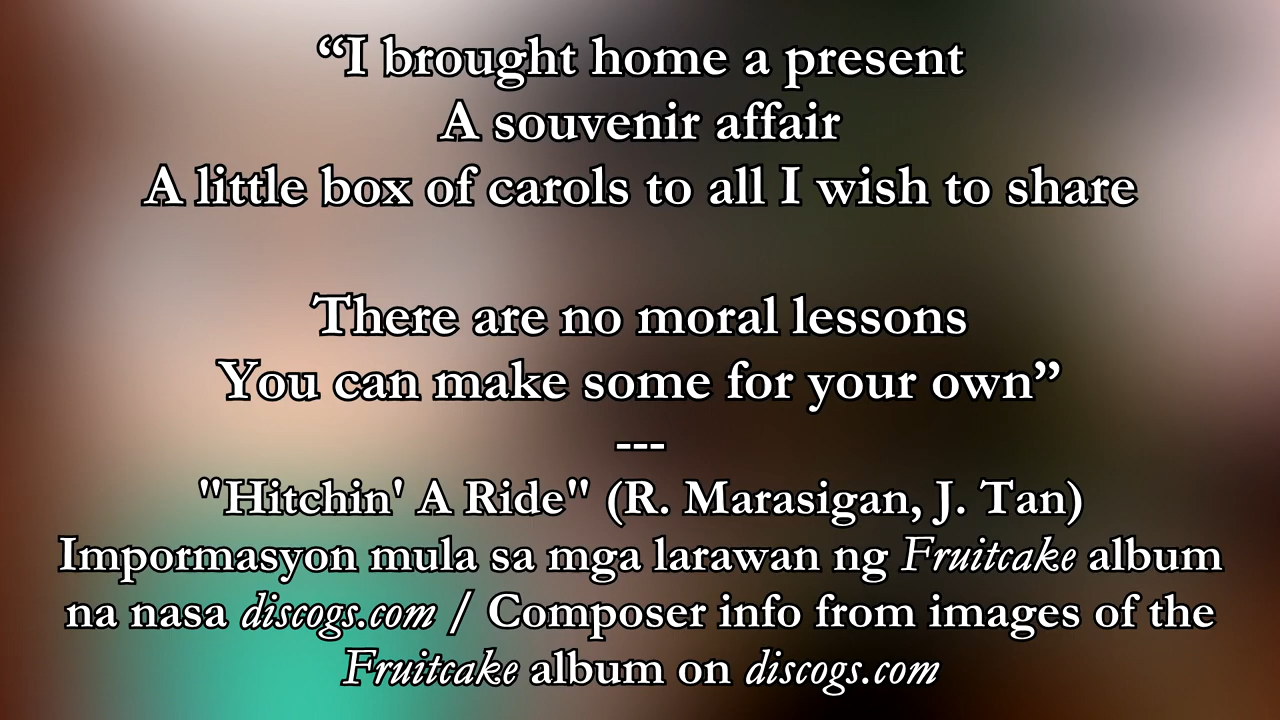 “I brought home a present
A souvenir affair
A little box of carols to all I wish to share
There are no moral lessons
You can make some for your own”
---
"Hitchin' A Ride" (R. Marasigan, J. Tan)
Impormasyon mula sa mga larawan ng Fruitcake album
na nasa discogs.com / Composer info from images of the
Fruitcake album on discogs.com